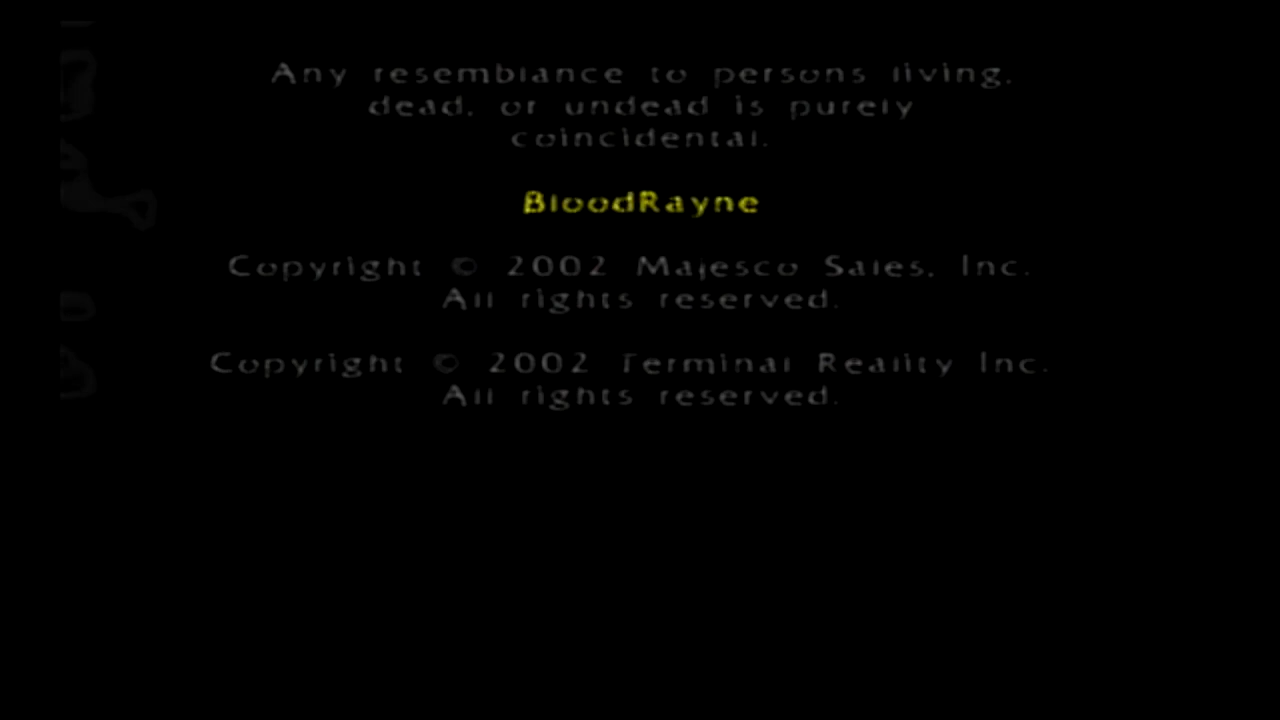 Any resemblance to persons living,
dead, or undead is purely
coincidental.
BloodRayne
Copyright © 2002 Majesco Sales, Inc.
All rights reserved.
Copyright © 2002 Terminal Reality Inc.
All rights reserved.